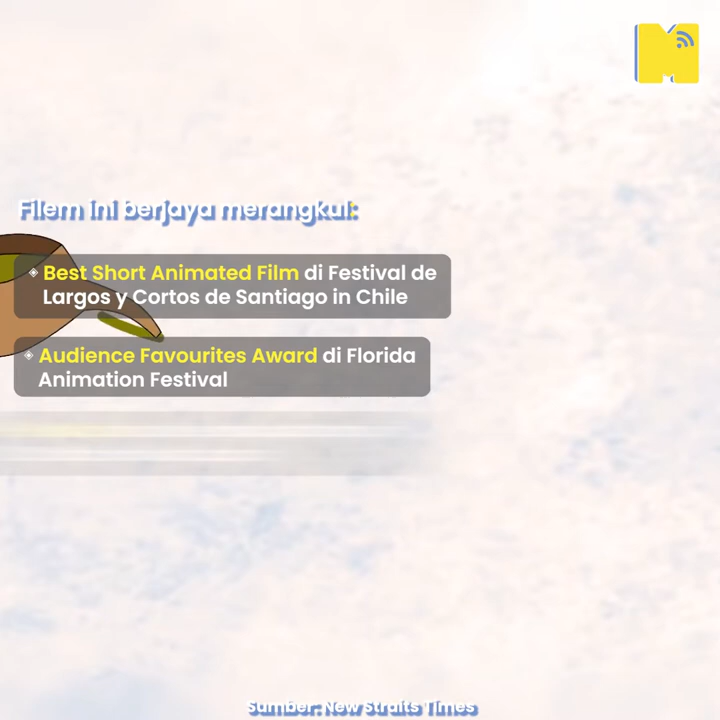 Filem ini berjaya merangkul:
Best Short Animated Film di Festival de
Largos y Cortos de Santiago in Chile
Audience Favourites Award di Florida
Animation Festival
Sumber: New Straits Times